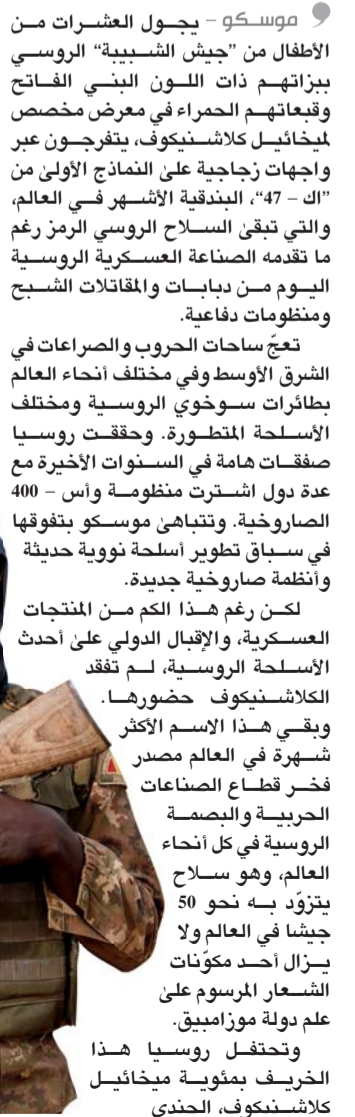 موسكو – يجول العشرات من
الأطفال من ”جيش الشبيبة“ الروسي
ببزاتهم ذات اللون البني الفاتح
وقبعاتهم الحمراء في معرض مخصص
لميخائيل كلاشنيكوف، يتفرجون عبر
واجهات زجاجية على النماذج الأولى من
”اك – 47“، البندقية الأشهر في العالم،
والتي تبقى السلاح الروسي الرمز رغم
ما تقدمه الصناعة العسكرية الروسية
اليوم من دبابات والمقاتلات الشبح
ومنظومات دفاعية.
تعجّ ساحات الحروب والصراعات في
الشرق الأوسط وفي مختلف أنحاء العالم
بطائرات سوخوي الروسية ومختلف
الأسلحة المتطورة. وحققت روسيا
صفقات هامة في السنوات الأخيرة مع
عدة دول اشترت منظومة وأس – 400
الصاروخية. وتتباهى موسكو بتفوقها
في سباق تطوير أسلحة نووية حديثة
وأنظمة صاروخية جديدة.
لكن رغم هذا الكم من المنتجات
العسكرية، والإقبال الدولي على أحدث
الأسلحة الروسية، لم تفقد
الكلاشنيكوف حضورها.
وبقي هذا الاسم الأكثر
شهرة في العالم مصدر
فخر قطاع الصناعات
الحربية والبصمة
الروسية في كل أنحاء
العالم، وهو سلاح
يتزوّد به نحو 50
جيشا في العالم ولا
يزال أحد مكوّنات
الشعار المرسوم على
علم دولة موزامبيق.
وتحتفل روسيا هذا
الخريف بمئوية ميخائيل
كلاشنيكوف، الجندي